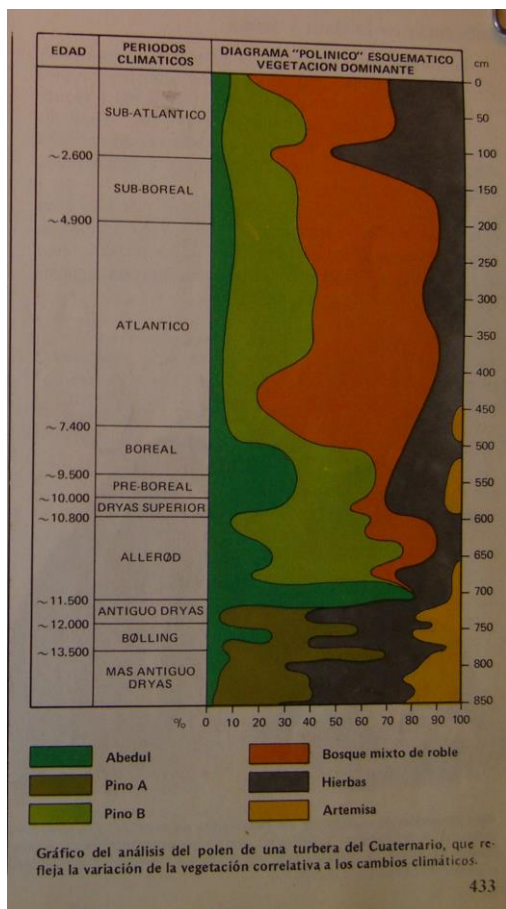 EDAD
PERIODOS
CLIMATICOS
DIAGRAMA "POLINICO" ESQUEMATICO
VEGETACION DOMINANTE
cm
SUB-ATLANTICO
~2.600
SUB-BOREAL
~4.900
ATLANTICO
~7.400
BOREAL
~9.500
PRE-BOREAL
~10.000
DRYAS SUPERIOR
~10.800
ALLERØD
~11.500
ANTIGUO DRYAS
~12.000
BØLLING
~13.500
MAS ANTIGUO
DRYAS
0
50
100
150
200
250
300
350
400
450
500
550
600
650
700
750
800
850
% 0 10 20 30 40 50 60 70 80 90 100
Abedul
Pino A
Pino B
Bosque mixto de roble
Hierbas
Artemisa
Gráfico del análisis del polen de una turbera del Cuaternario, que re-
fleja la variación de la vegetación correlativa a los cambios climáticos.
433